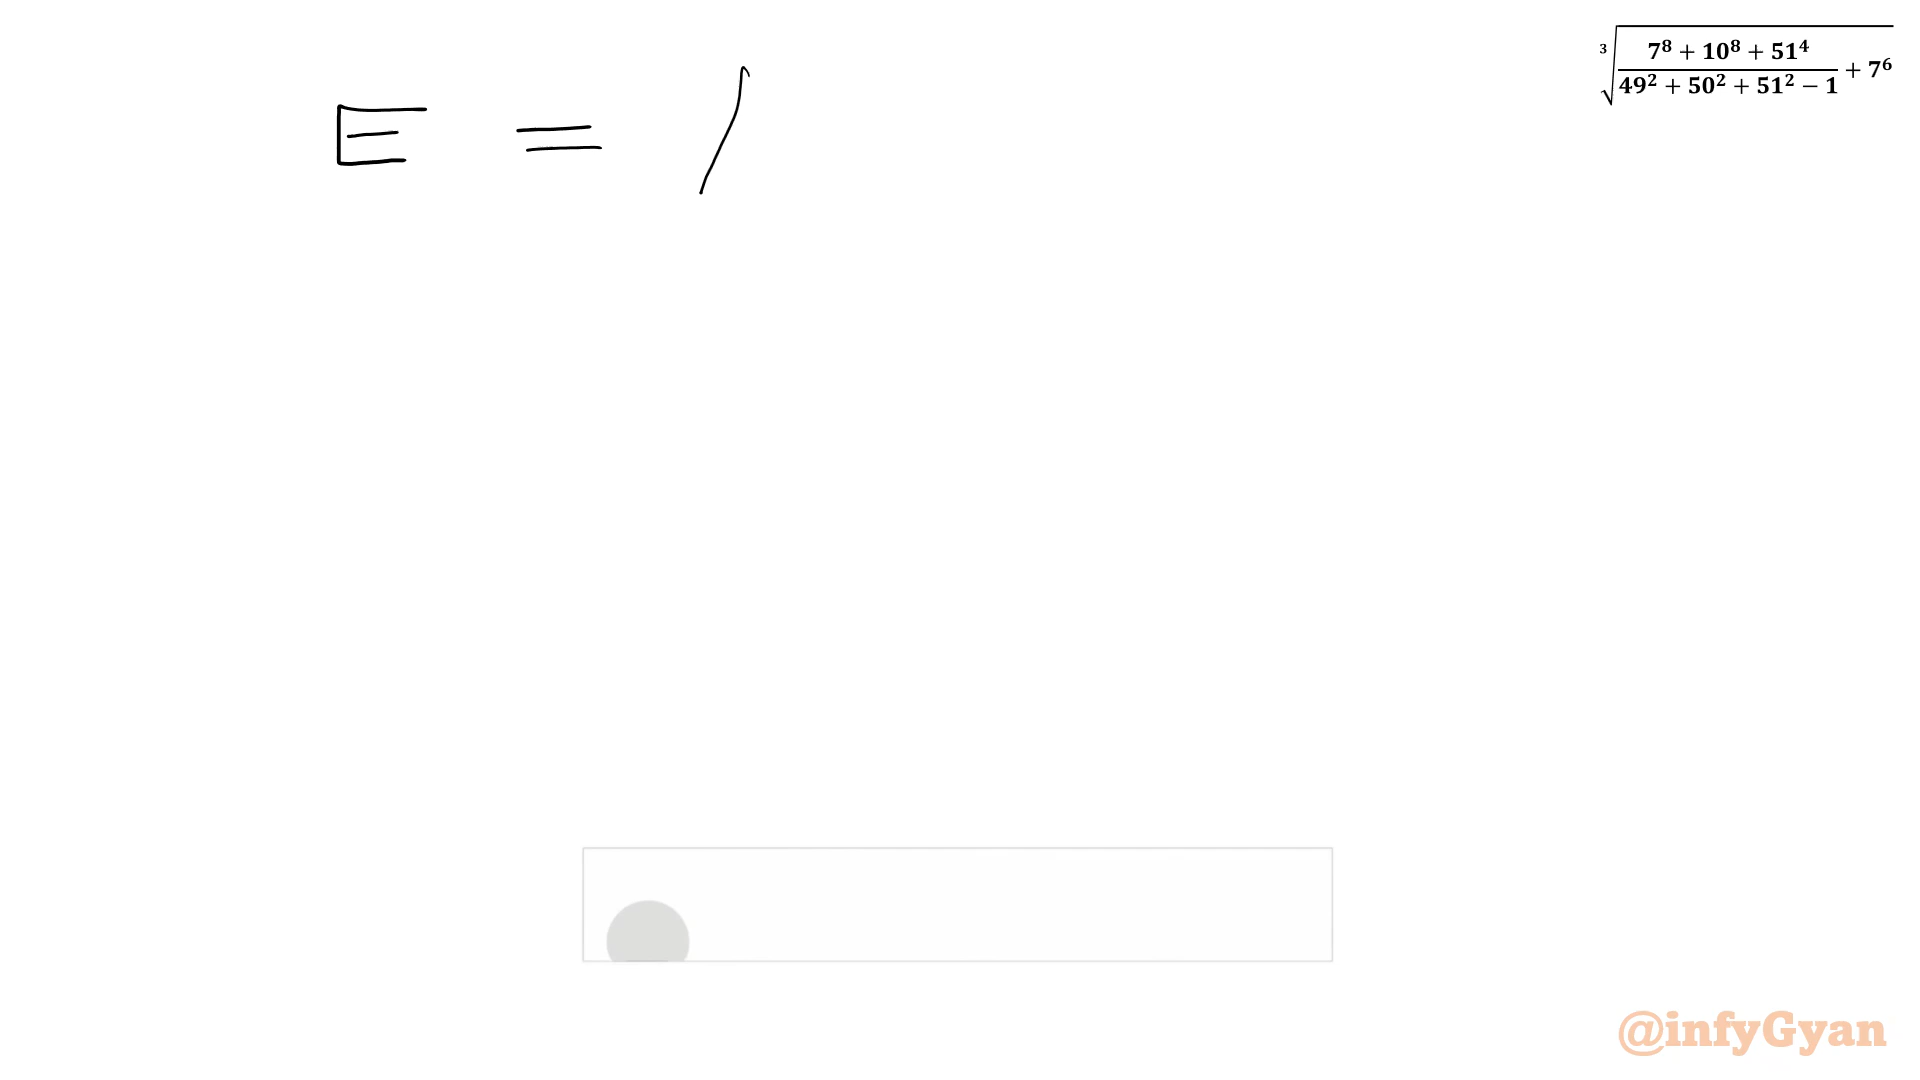 E =
∛((7⁸ + 10⁸ + 51⁴)/(49² + 50² + 51² − 1) + 7⁶)
@infyGyan